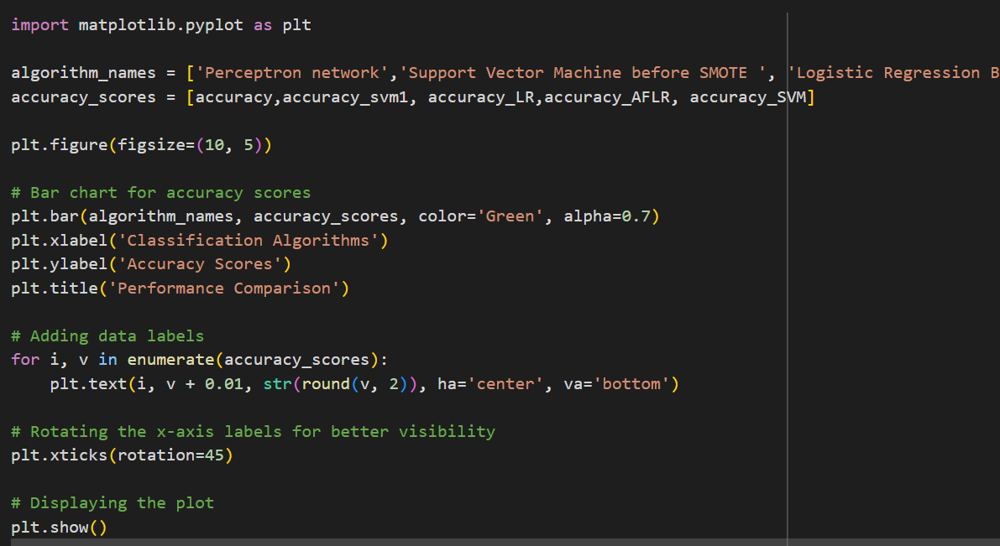 import matplotlib.pyplot as plt
algorithm_names = ['Perceptron network','Support Vector Machine before SMOTE ', 'Logistic Regression
accuracy_scores = [accuracy,accuracy_svm1, accuracy_LR,accuracy_AFLR, accuracy_SVM]
plt.figure(figsize=(10, 5))
# Bar chart for accuracy scores
plt.bar(algorithm_names, accuracy_scores, color='Green', alpha=0.7)
plt.xlabel('Classification Algorithms')
plt.ylabel('Accuracy Scores')
plt.title('Performance Comparison')
# Adding data labels
for i, v in enumerate(accuracy_scores):
    plt.text(i, v + 0.01, str(round(v, 2)), ha='center', va='bottom')
# Rotating the x-axis labels for better visibility
plt.xticks(rotation=45)
# Displaying the plot
plt.show()